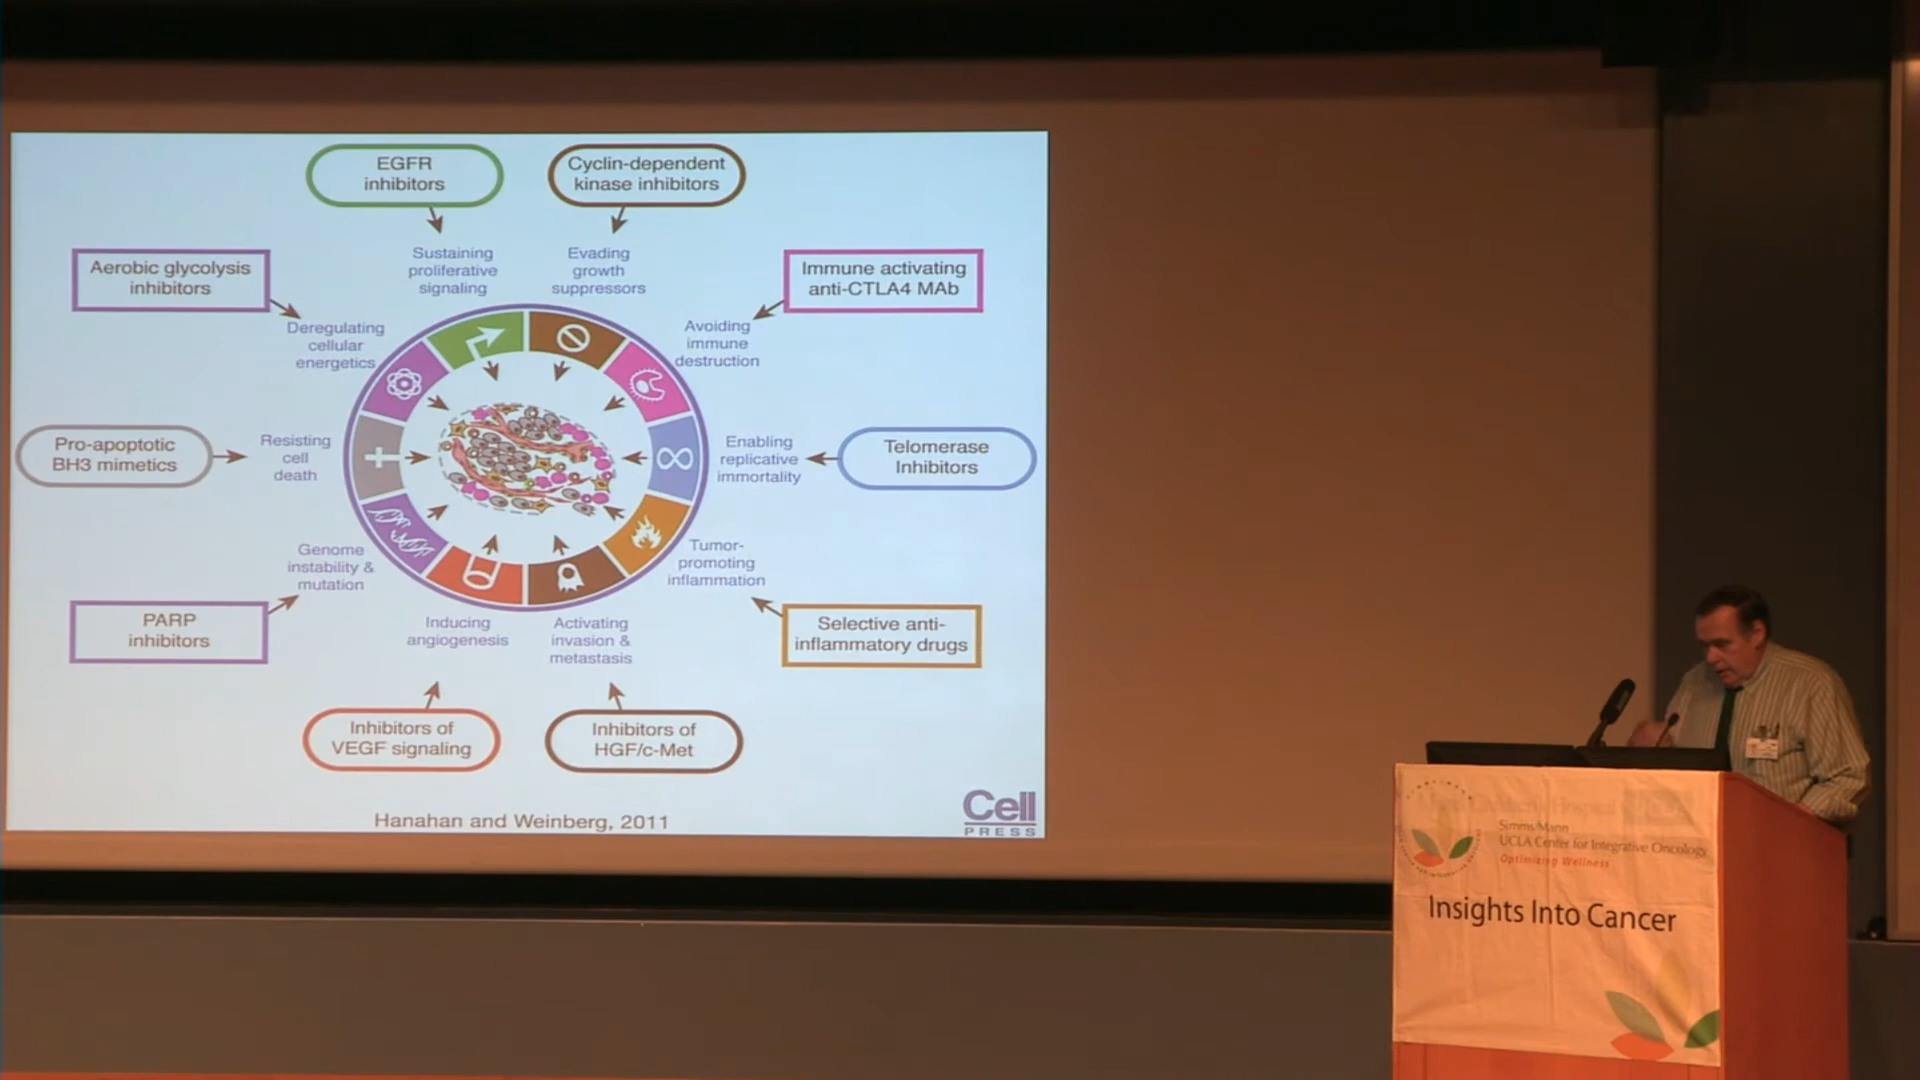 EGFR
inhibitors
Cyclin-dependent
kinase inhibitors
Sustaining
proliferative
signaling
Evading
growth
suppressors
Aerobic glycolysis
inhibitors
Immune activating
anti-CTLA4 MAb
Deregulating
cellular
energetics
Avoiding
immune
destruction
Pro-apoptotic
BH3 mimetics
Resisting
cell
death
Enabling
replicative
immortality
Telomerase
Inhibitors
Genome
instability &
mutation
Tumor-
promoting
inflammation
PARP
inhibitors
Inducing
angiogenesis
Activating
invasion &
metastasis
Selective anti-
inflammatory drugs
Inhibitors of
VEGF signaling
Inhibitors of
HGF/c-Met
Hanahan and Weinberg, 2011
Cell
PRESS
Simms/Mann
UCLA Center for Integrative Oncology
Optimizing Wellness
Insights Into Cancer